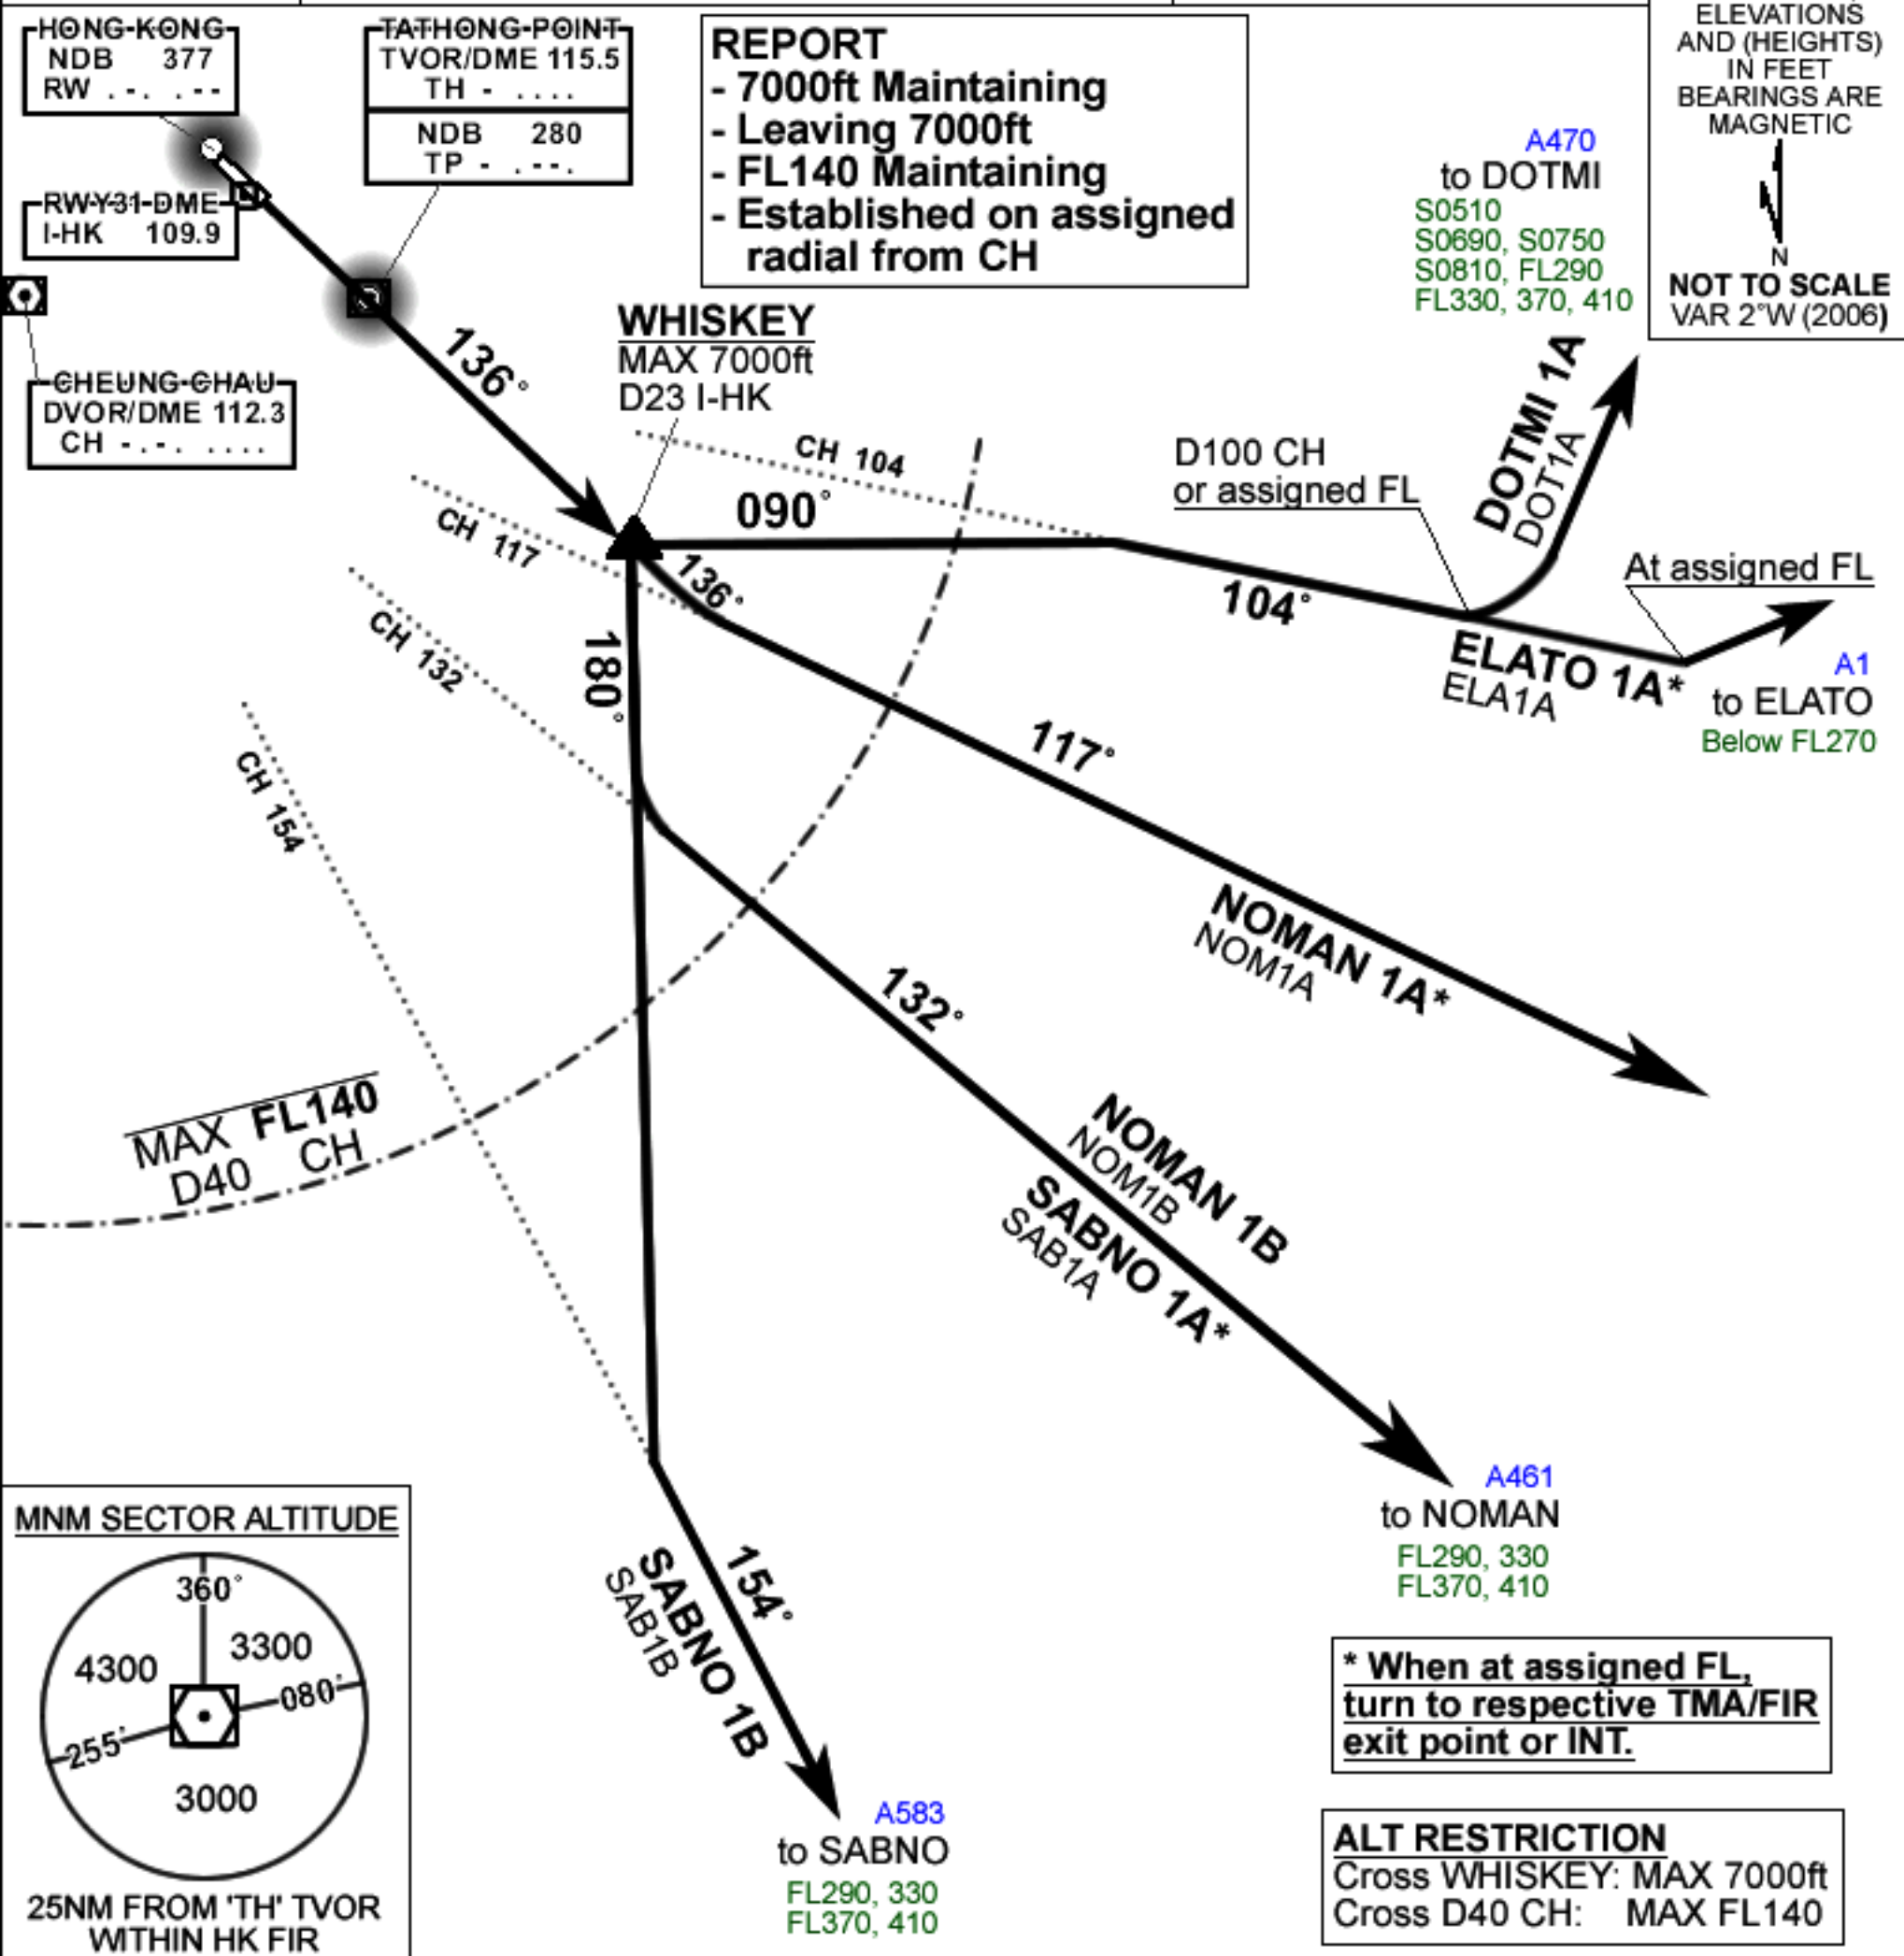 HONG-KONG
NDB 377
RW .-. .--
TATHONG-POINT
TVOR/DME 115.5
TH - ....
NDB 280
TP - .--.
REPORT
- 7000ft Maintaining
- Leaving 7000ft
- FL140 Maintaining
- Established on assigned
radial from CH
ELEVATIONS
AND (HEIGHTS)
IN FEET
BEARINGS ARE
MAGNETIC
N
NOT TO SCALE
VAR 2°W (2006)
A470
to DOTMI
S0510
S0690, S0750
S0810, FL290
FL330, 370, 410
RWY31-DME
I-HK 109.9
CHEUNG-CHAU
DVOR/DME 112.3
CH -.-. ....
136°
WHISKEY
MAX 7000ft
D23 I-HK
CH 104
090°
D100 CH
or assigned FL
DOTMI 1A
DOT1A
CH 117
136°
At assigned FL
104°
CH 132
180°
ELATO 1A*
ELA1A
A1
to ELATO
Below FL270
117°
CH 154
NOMAN 1A*
NOM1A
132°
MAX FL140
D40 CH
NOMAN 1B
NOM1B
SABNO 1A*
SAB1A
A461
to NOMAN
FL290, 330
FL370, 410
154°
SABNO 1B
SAB1B
MNM SECTOR ALTITUDE
360°
4300
3300
080°
255°
3000
25NM FROM 'TH' TVOR
WITHIN HK FIR
A583
to SABNO
FL290, 330
FL370, 410
* When at assigned FL,
turn to respective TMA/FIR
exit point or INT.
ALT RESTRICTION
Cross WHISKEY: MAX 7000ft
Cross D40 CH: MAX FL140